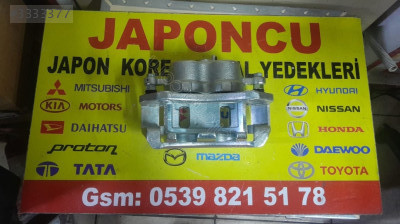 JAPONCU
JAPON KORE AL YEDEKLERİ
MITSUBISHI
HYUNDAI
KIA MOTORS
NISSAN
DAIHATSU
HONDA
proton
mazda
DAEWOO
TATA
TOYOTA
Gsm: 0539 821 51 78